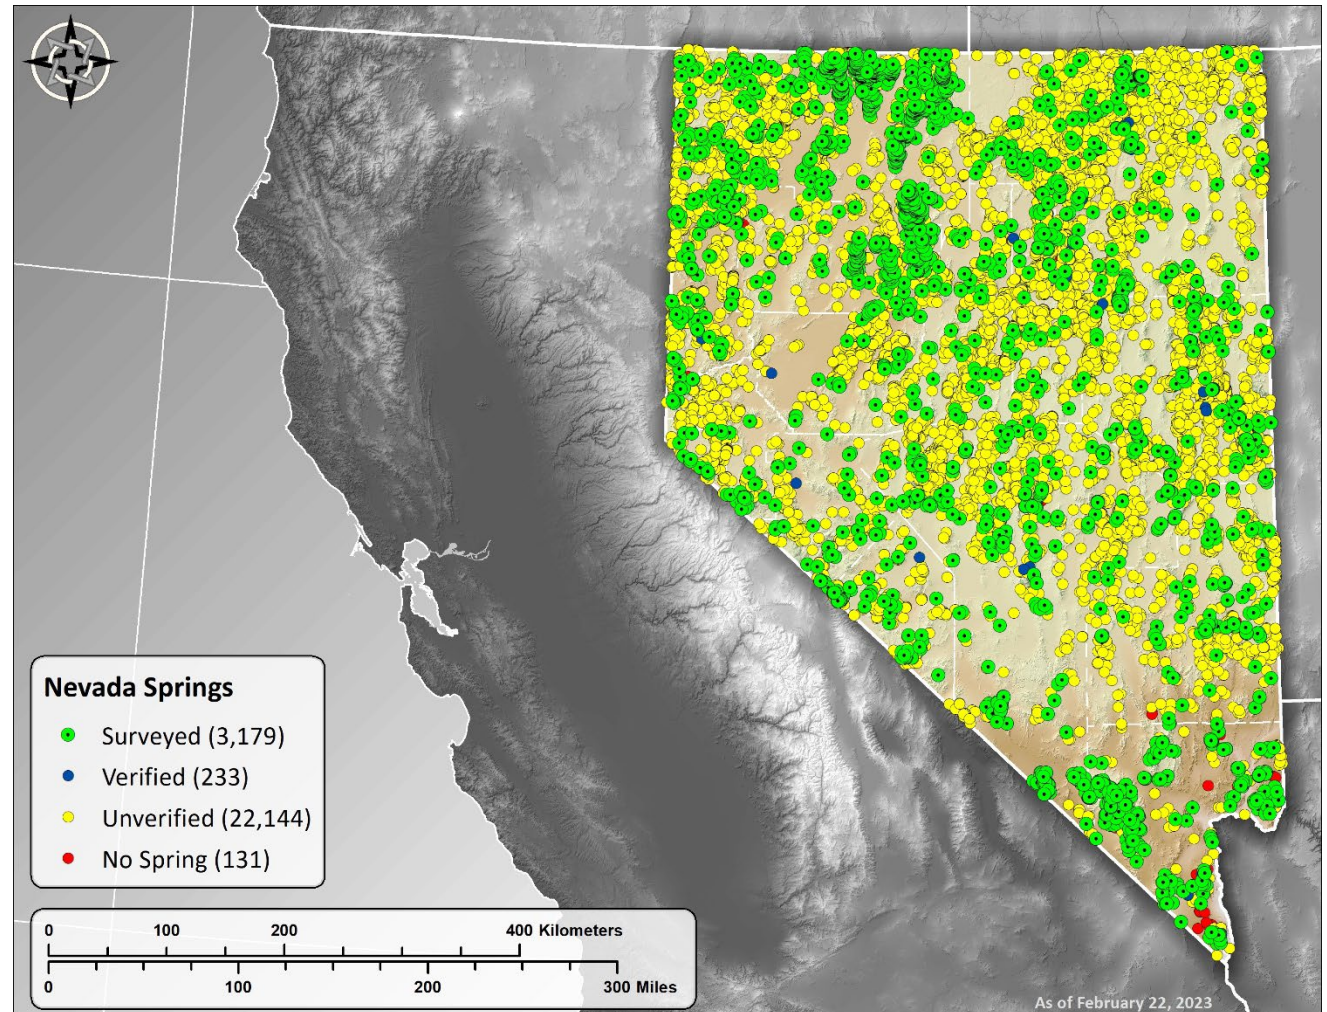 Nevada Springs
Surveyed (3,179)
Verified (233)
Unverified (22,144)
No Spring (131)
0 100 200 400 Kilometers
0 100 200 300 Miles
As of February 22, 2023